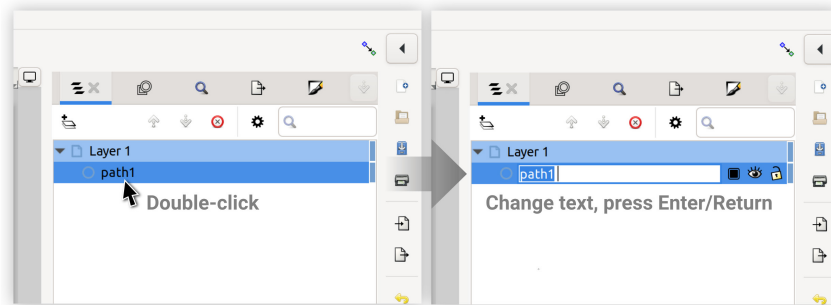 Layer 1
path1
Double-click
Layer 1
path1
Change text, press Enter/Return